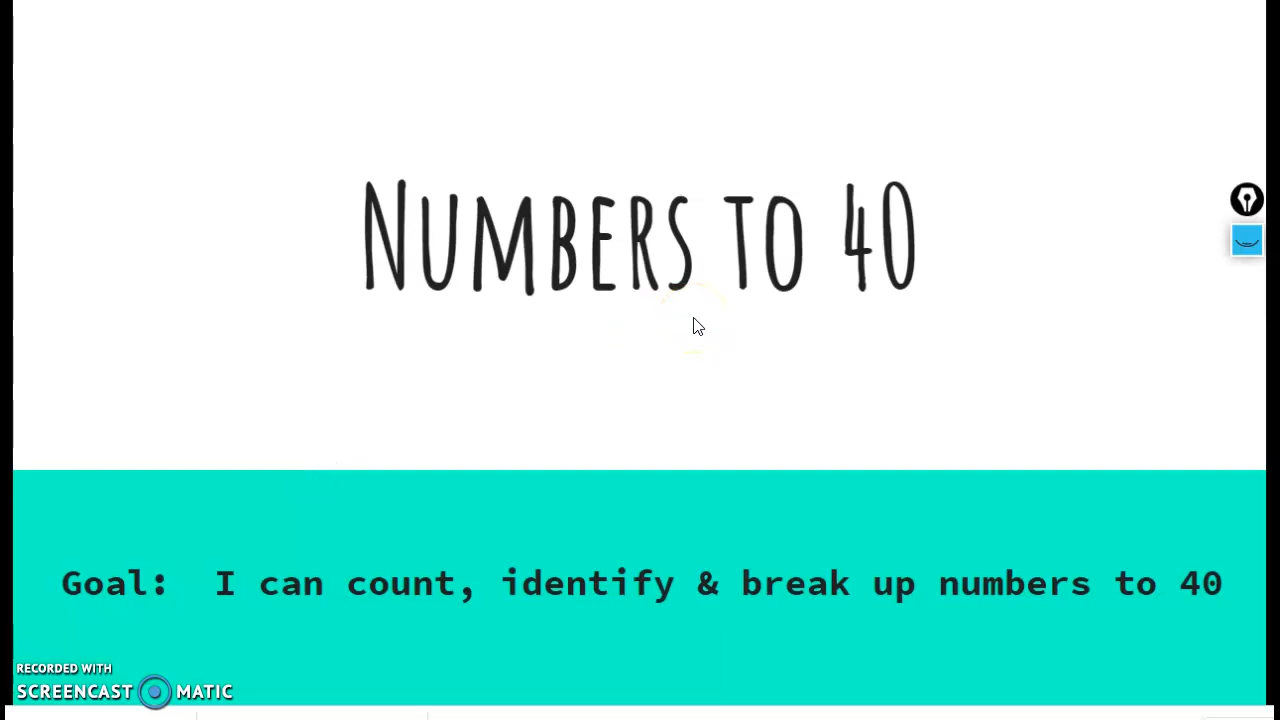 NUMBERS TO 40
Goal: I can count, identify & break up numbers to 40
RECORDED WITH
SCREENCAST MATIC